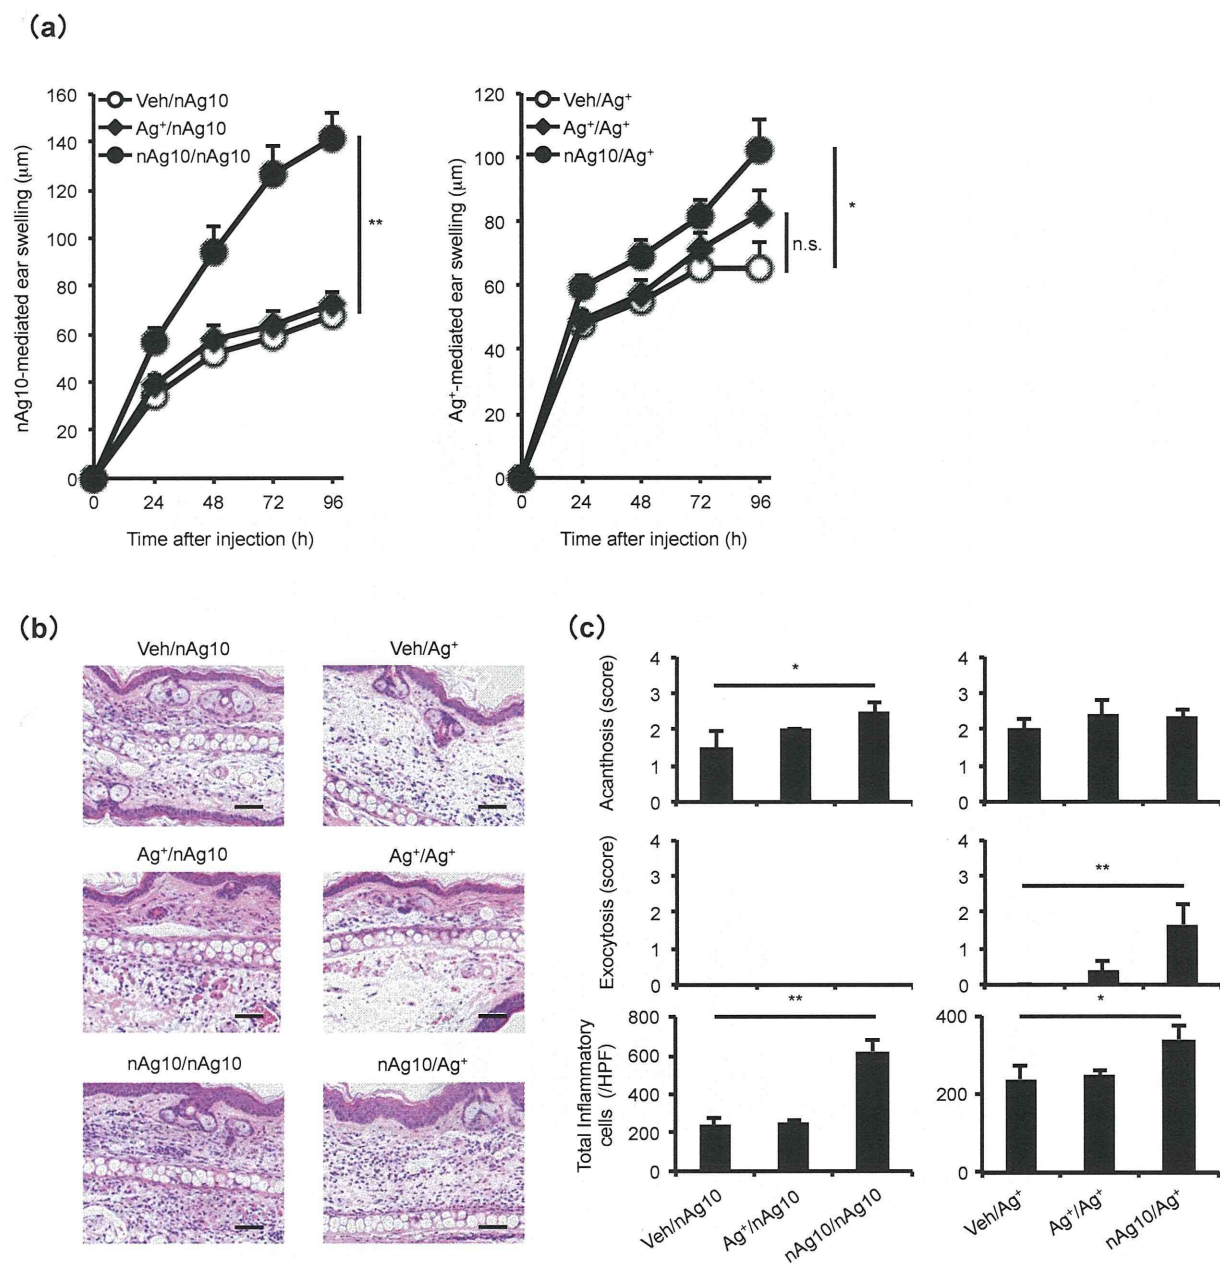 (a)
nAg10-mediated ear swelling (μm)
160
140
120
100
80
60
40
20
0
Veh/nAg10
Ag⁺/nAg10
nAg10/nAg10
**
0 24 48 72 96
Time after injection (h)
Ag⁺-mediated ear swelling (μm)
120
100
80
60
40
20
0
Veh/Ag⁺
Ag⁺/Ag⁺
nAg10/Ag⁺
*
n.s.
0 24 48 72 96
Time after injection (h)
(b)
Veh/nAg10
Veh/Ag⁺
Ag⁺/nAg10
Ag⁺/Ag⁺
nAg10/nAg10
nAg10/Ag⁺
(c)
Acanthosis (score)
4
3
2
1
0
*
4
3
2
1
0
Exocytosis (score)
4
3
2
1
0
4
3
2
1
0
**
Total Inflammatory
cells (/HPF)
800
600
400
200
0
**
400
200
0
*
Veh/nAg10
Ag⁺/nAg10
nAg10/nAg10
Veh/Ag⁺
Ag⁺/Ag⁺
nAg10/Ag⁺